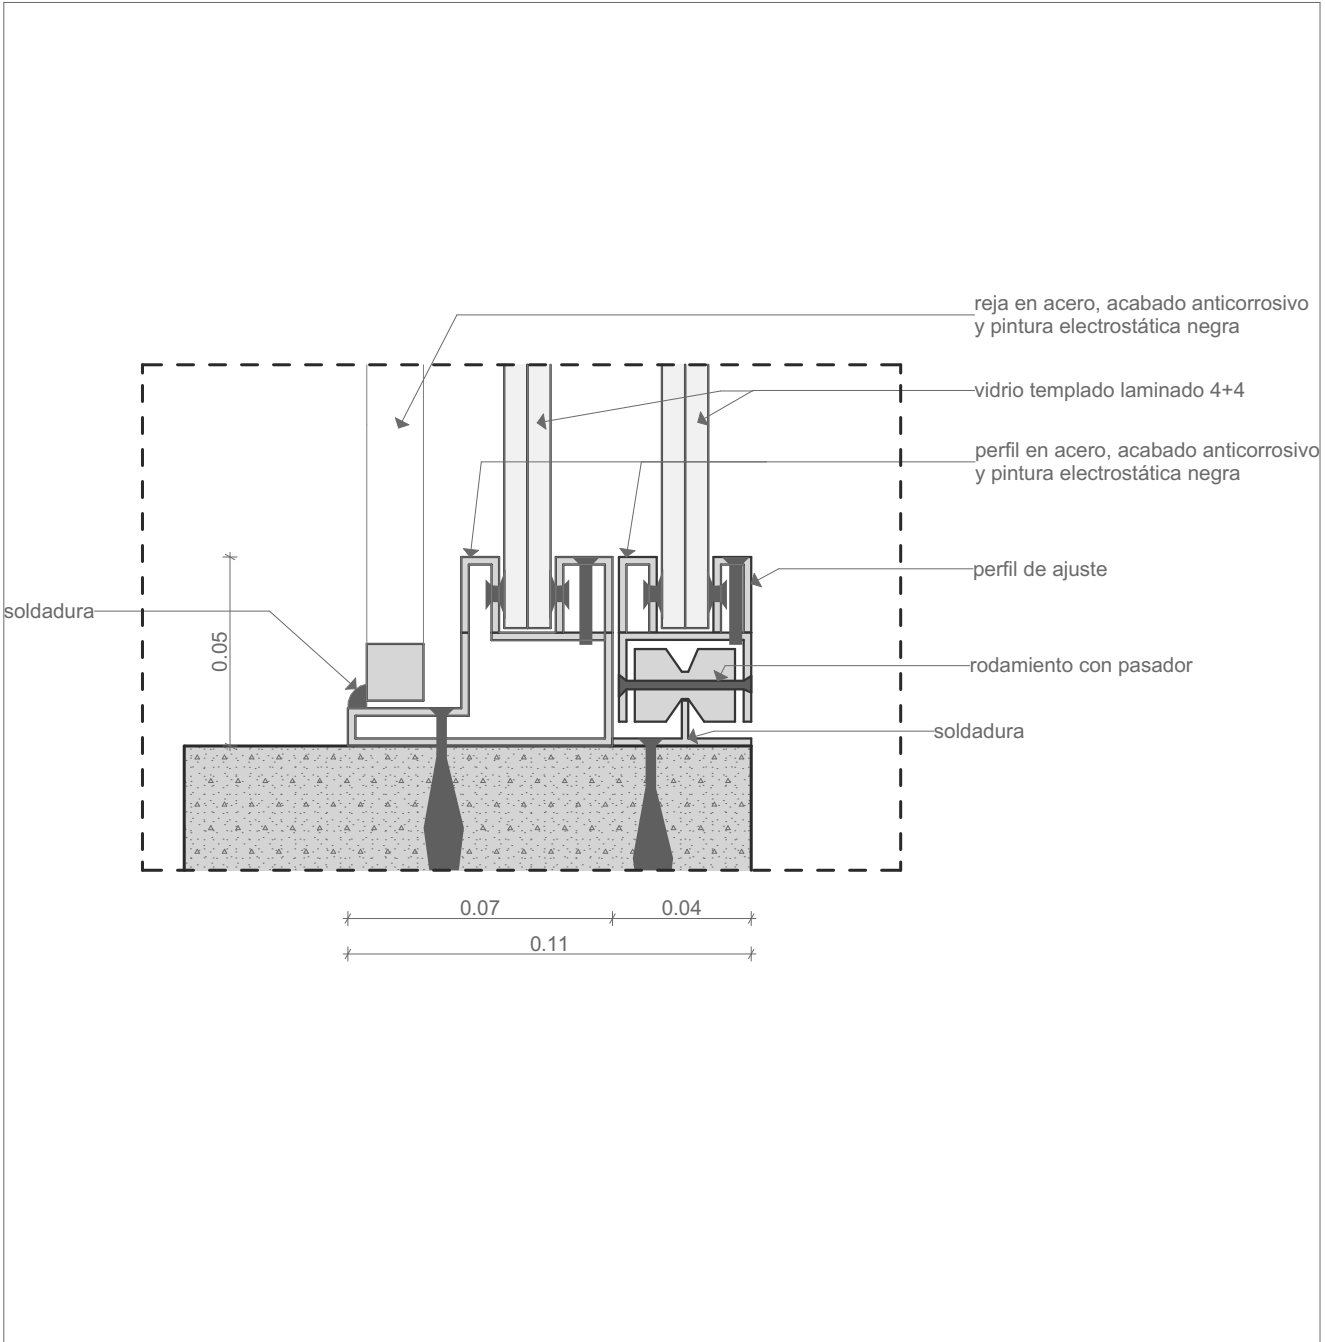 reja en acero, acabado anticorrosivo
y pintura electrostática negra
vidrio templado laminado 4+4
perfil en acero, acabado anticorrosivo
y pintura electrostática negra
perfil de ajuste
soldadura
0.05
rodamiento con pasador
soldadura
0.07
0.04
0.11